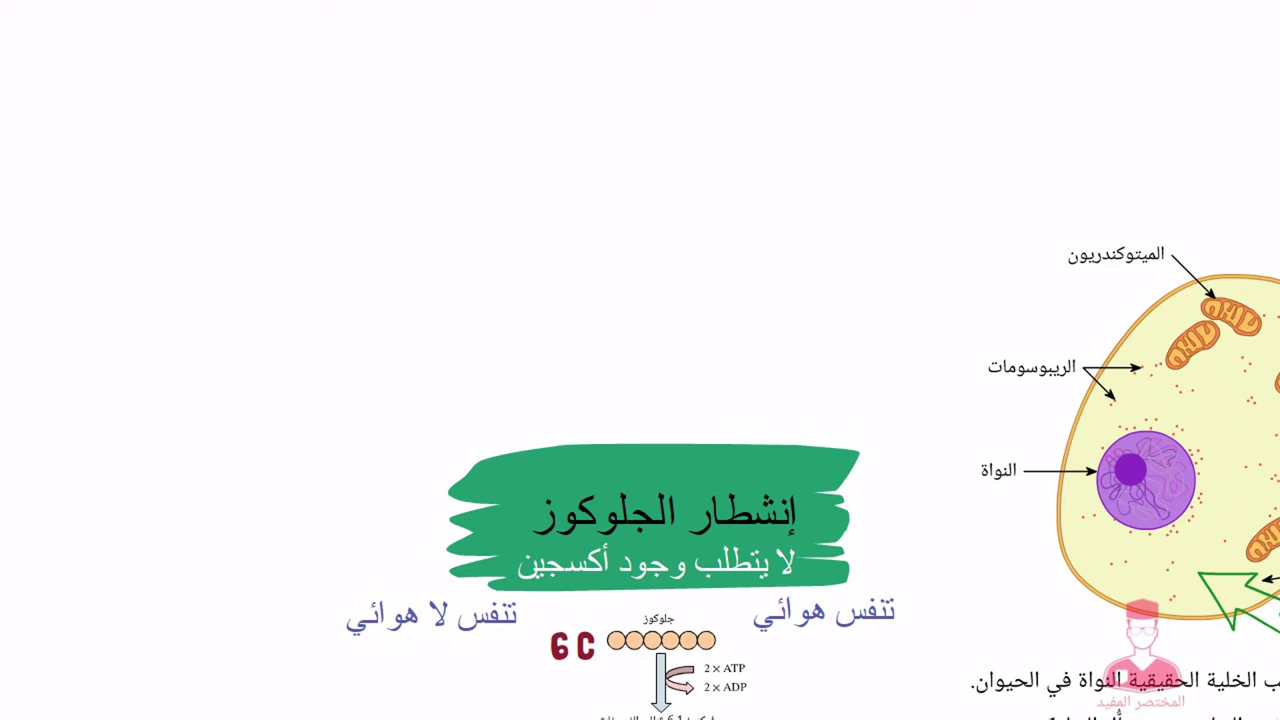 الميتوكندريون
الريبوسومات
النواة
إنشطار الجلوكوز
لا يتطلب وجود أكسجين
تنفس هوائي
تنفس لا هوائي
جلوكوز
6 C
2 × ATP
2 × ADP
ب الخلية الحقيقية النواة في الحيوان.
المختصر المفيد